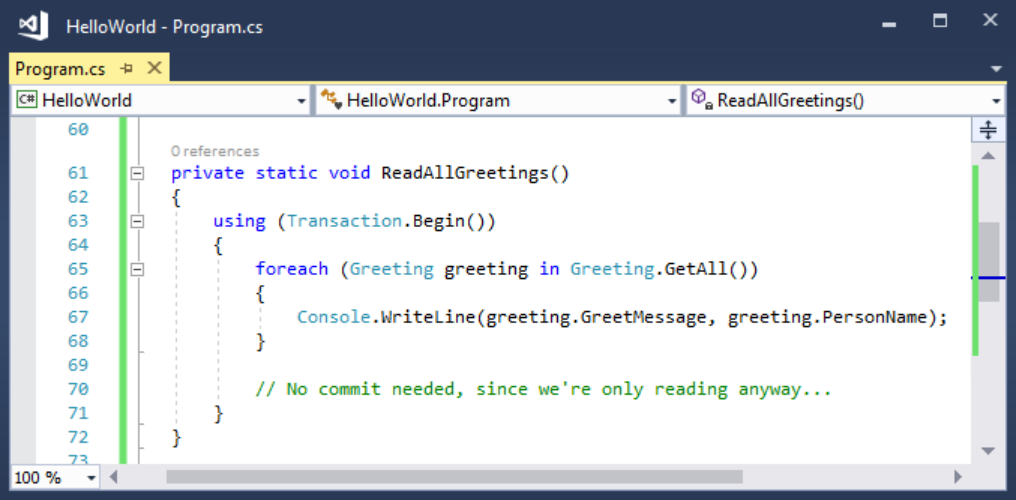 HelloWorld - Program.cs
Program.cs
C# HelloWorld HelloWorld.Program ReadAllGreetings()
60
0 references
61 private static void ReadAllGreetings()
62 {
63 using (Transaction.Begin())
64 {
65 foreach (Greeting greeting in Greeting.GetAll())
66 {
67 Console.WriteLine(greeting.GreetMessage, greeting.PersonName);
68 }
69
70 // No commit needed, since we're only reading anyway...
71 }
72 }
73
100 %